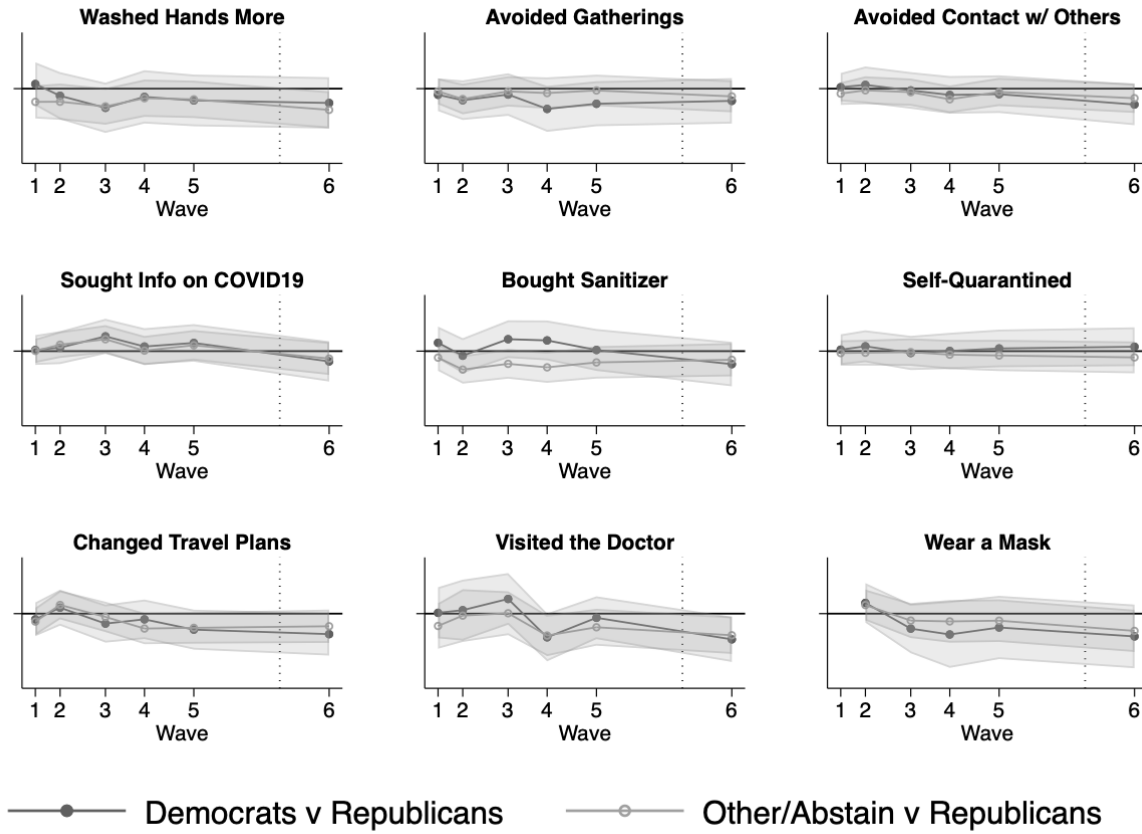 Washed Hands More
Avoided Gatherings
Avoided Contact w/ Others
1 2 3 4 5 6
1 2 3 4 5 6
1 2 3 4 5 6
Wave
Wave
Wave
Sought Info on COVID19
Bought Sanitizer
Self-Quarantined
1 2 3 4 5 6
1 2 3 4 5 6
1 2 3 4 5 6
Wave
Wave
Wave
Changed Travel Plans
Visited the Doctor
Wear a Mask
1 2 3 4 5 6
1 2 3 4 5 6
1 2 3 4 5 6
Wave
Wave
Wave
Democrats v Republicans
Other/Abstain v Republicans